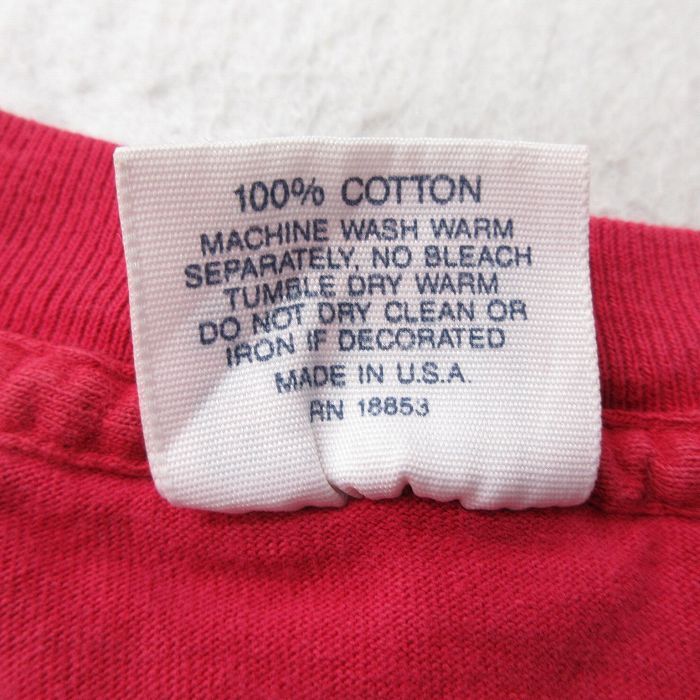 100% COTTON
MACHINE WASH WARM
SEPARATELY, NO BLEACH
TUMBLE DRY WARM
DO NOT DRY CLEAN OR
IRON IF DECORATED
MADE IN U.S.A.
RN 18853